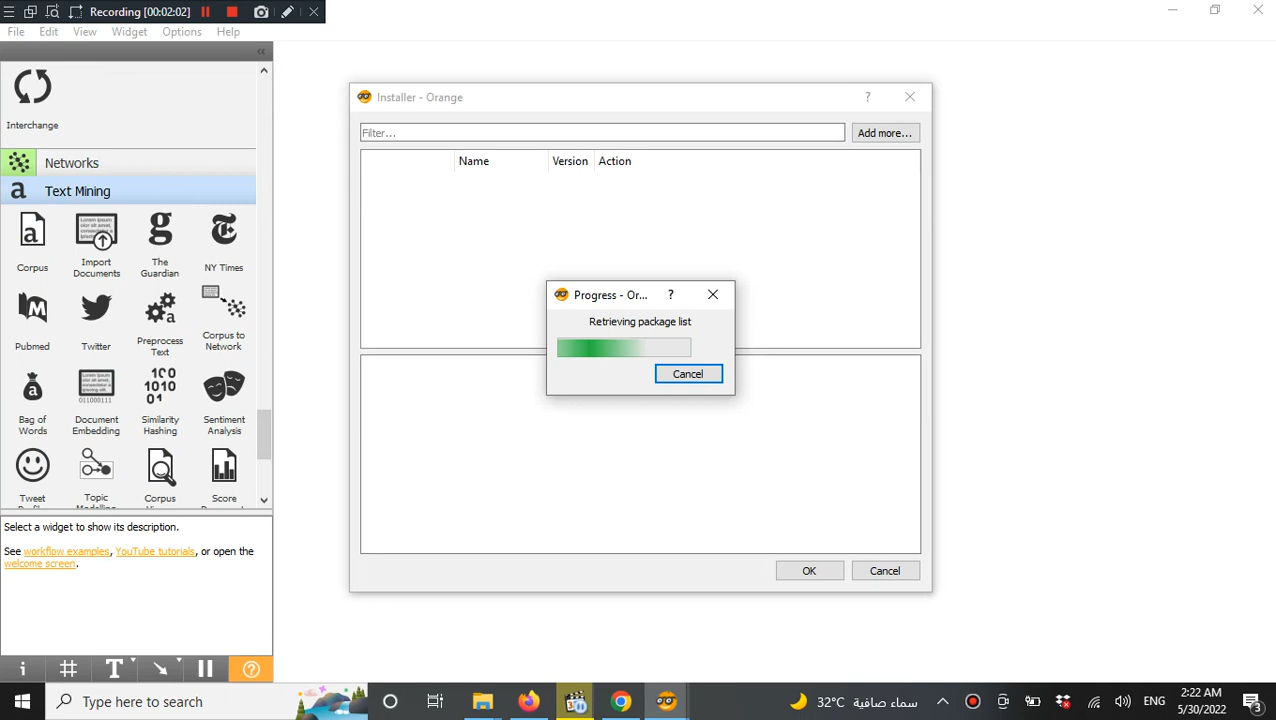 Recording [00:02:02]
File Edit View Widget Options Help
Interchange
Networks
Text Mining
Corpus
Import Documents
The Guardian
NY Times
Pubmed
Twitter
Preprocess Text
Corpus to Network
Bag of Words
Document Embedding
Similarity Hashing
Sentiment Analysis
Tweet
Topic
Corpus
Score
Select a widget to show its description.
See workflow examples, YouTube tutorials, or open the
welcome screen.
Installer - Orange
Filter...
Add more...
Name Version Action
Progress - Or...
Retrieving package list
Cancel
OK Cancel
Type here to search
32°C سماء صافية
ENG
2:22 AM
5/30/2022
3